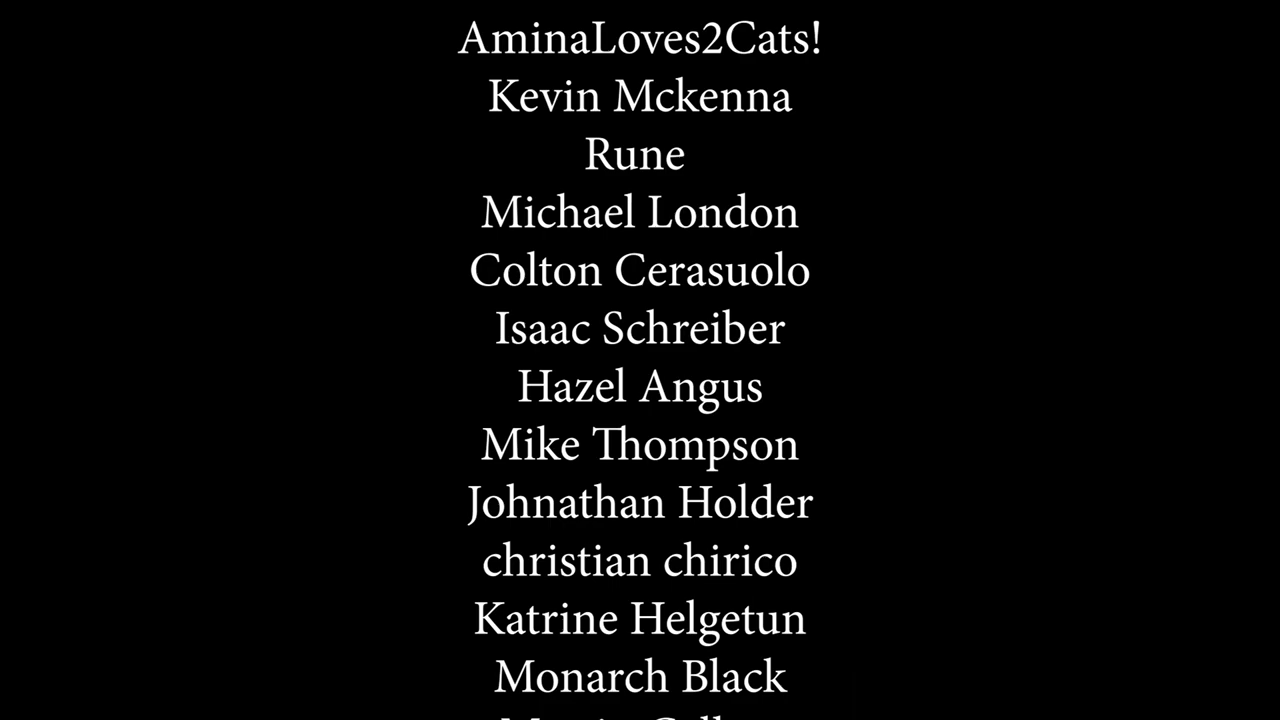 AminaLoves2Cats!
Kevin Mckenna
Rune
Michael London
Colton Cerasuolo
Isaac Schreiber
Hazel Angus
Mike Thompson
Johnathan Holder
christian chirico
Katrine Helgetun
Monarch Black